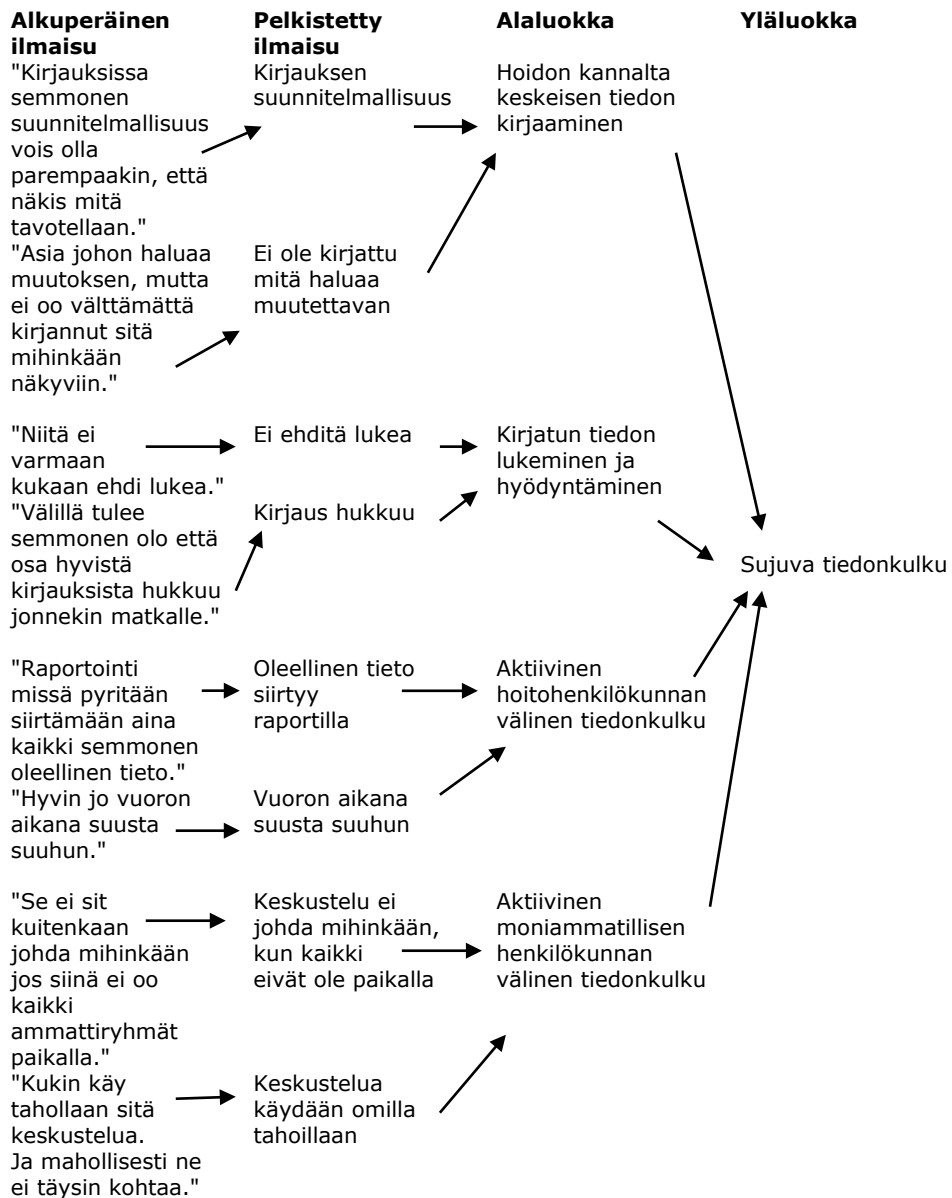 Alkuperäinen ilmaisu
Pelkistetty ilmaisu
Alaluokka
Yläluokka
"Kirjauksissa
semmonen
suunnitelmallisuus
vois olla
parempaakin, että
näkis mitä
tavotellaan."
Kirjauksen
suunnitelmallisuus
Hoidon kannalta
keskeisen tiedon
kirjaaminen
"Asia johon haluaa
muutoksen, mutta
ei oo välttämättä
kirjannut sitä
mihinkään
näkyviin."
Ei ole kirjattu
mitä haluaa
muutettavan
"Niitä ei
varmaan
kukaan ehdi lukea."
Ei ehditä lukea
Kirjatun tiedon
lukeminen ja
hyödyntäminen
"Välillä tulee
semmonen olo että
osa hyvistä
kirjauksista hukkuu
jonnekin matkalle."
Kirjaus hukkuu
Sujuva tiedonkulku
"Raportointi
missä pyritään
siirtämään aina
kaikki semmonen
oleellinen tieto."
Oleellinen tieto
siirtyy
raportilla
Aktiivinen
hoitohenkilökunnan
välinen tiedonkulku
"Hyvin jo vuoron
aikana suusta
suuhun."
Vuoron aikana
suusta suuhun
"Se ei sit
kuitenkaan
johda mihinkään
jos siinä ei oo
kaikki
ammattiryhmät
paikalla."
Keskustelu ei
johda mihinkään,
kun kaikki
eivät ole paikalla
Aktiivinen
moniammatillisen
henkilökunnan
välinen tiedonkulku
"Kukin käy
tahollaan sitä
keskustelua.
Ja mahollisesti ne
ei täysin kohtaa."
Keskustelua
käydään omilla
tahoillaan